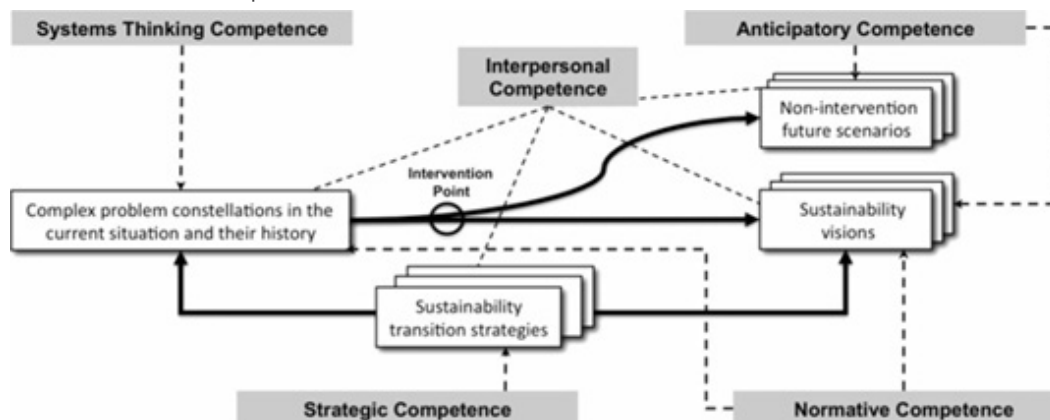 Systems Thinking Competence
Anticipatory Competence
Interpersonal
Competence
Non-intervention
future scenarios
Intervention
Point
Complex problem constellations in the
current situation and their history
Sustainability
visions
Sustainability
transition strategies
Strategic Competence
Normative Competence